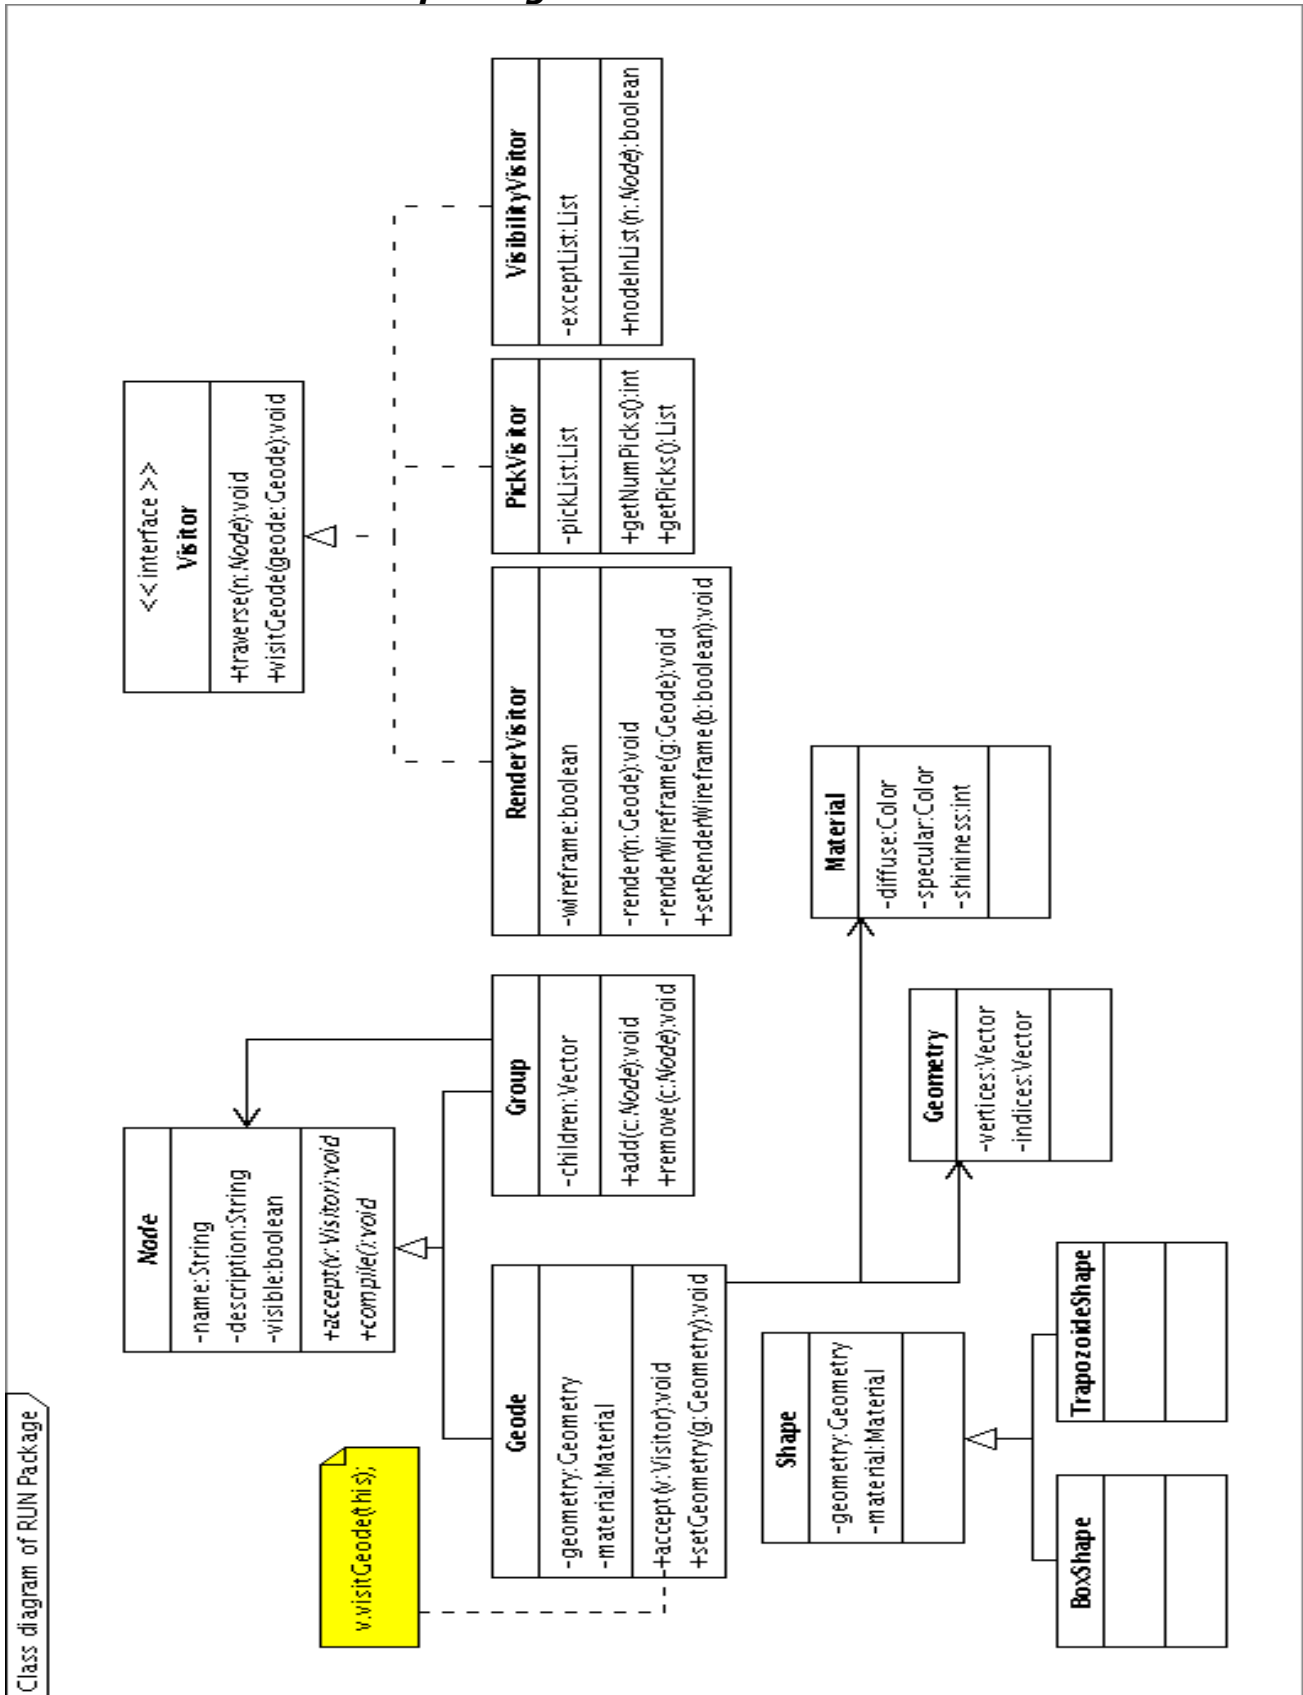 Class diagram of RUN Package
<<interface>>
Visitor
+traverse(n:Node):void
+visitGeode(geode:Geode):void
Node
-name:String
-description:String
-visible:boolean
+accept(v:Visitor):void
+compile():void
v.visitGeode(this);
Geode
-geometry:Geometry
-material:Material
+accept(v:Visitor):void
+setGeometry(g:Geometry):void
Group
-children:Vector
+add(c:Node):void
+remove(c:Node):void
RenderVisitor
-wireframe:boolean
-render(n:Geode):void
-renderWireframe(g:Geode):void
+setRenderWireframe(b:boolean):void
PickVisitor
-pickList:List
+getNumPicks():int
+getPicks():List
VisibilityVisitor
-exceptList:List
+nodeInList(n:Node):boolean
Shape
-geometry:Geometry
-material:Material
Material
-diffuse:Color
-specular:Color
-shininess:int
Geometry
-vertices:Vector
-indices:Vector
BoxShape
TrapozoideShape